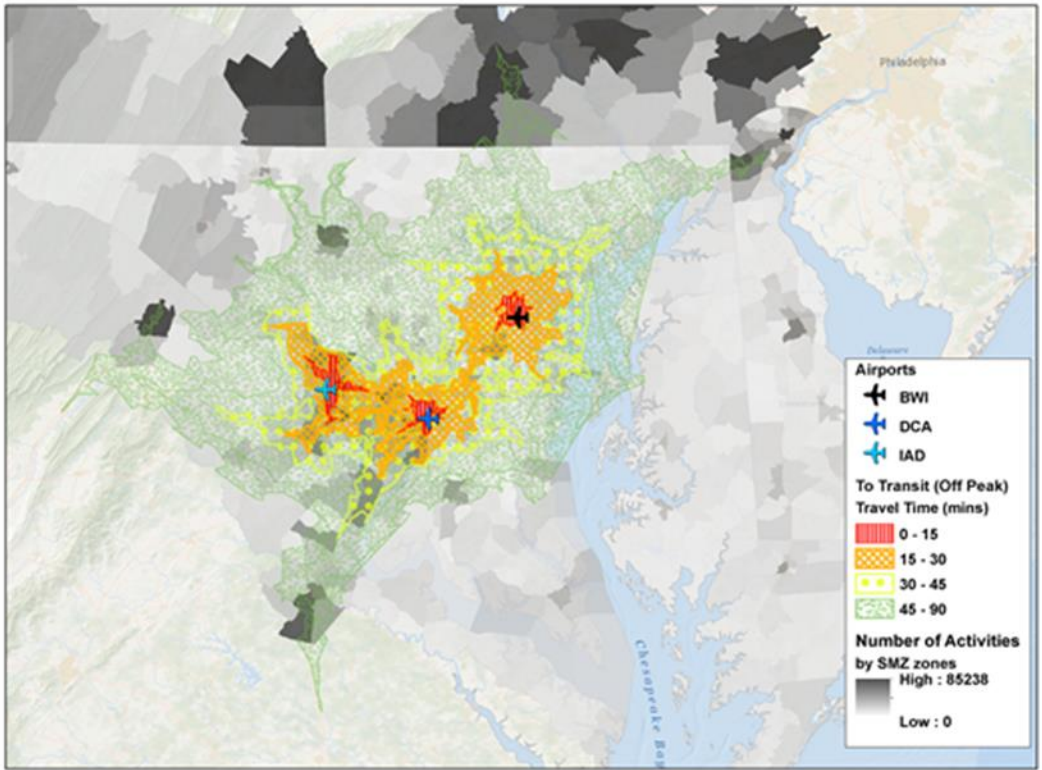 Philadelphia
Delaware
Airports
BWI
DCA
IAD
To Transit (Off Peak)
Travel Time (mins)
0 - 15
15 - 30
30 - 45
45 - 90
Number of Activities
by SMZ zones
High : 85238
Low : 0
Chesapeake Bay